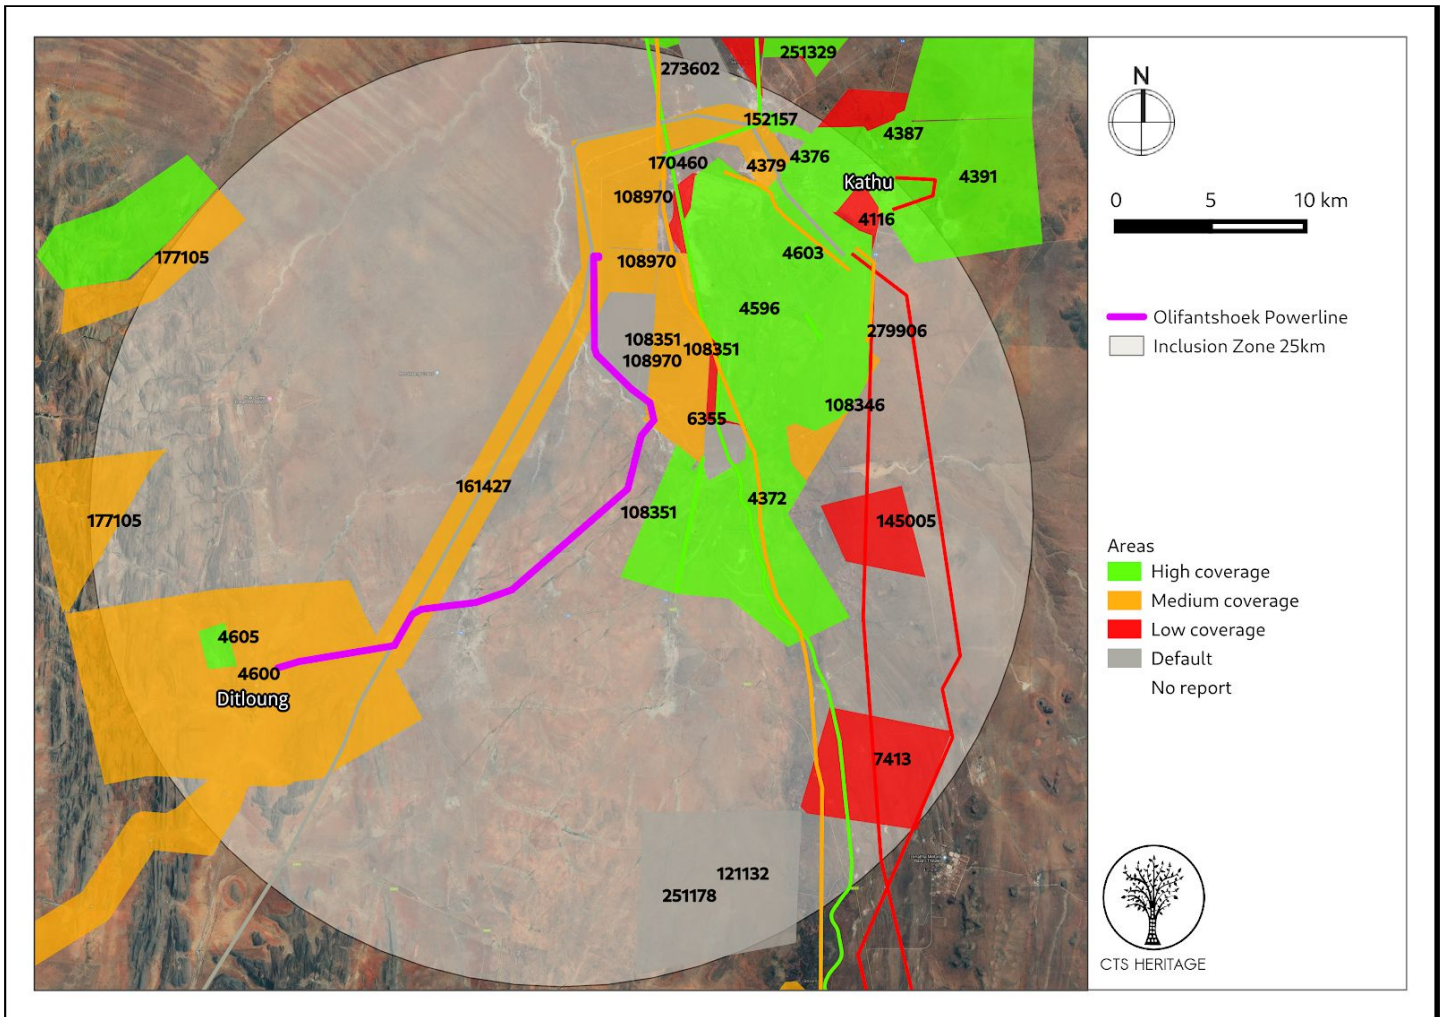 273602
251329
152157
4387
170460
4379
4376
4391
Kathu
108970
4116
177105
108970
4603
4596
279906
108351
108970
108351
108346
6355
161427
4372
108351
177105
145005
4605
4600
Ditloung
7413
121132
251178
N
0 5 10 km
Olifantshoek Powerline
Inclusion Zone 25km
Areas
High coverage
Medium coverage
Low coverage
Default
No report
CTS HERITAGE